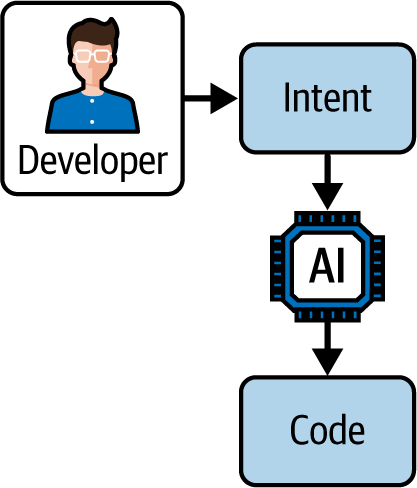 Developer
Intent
AI
Code